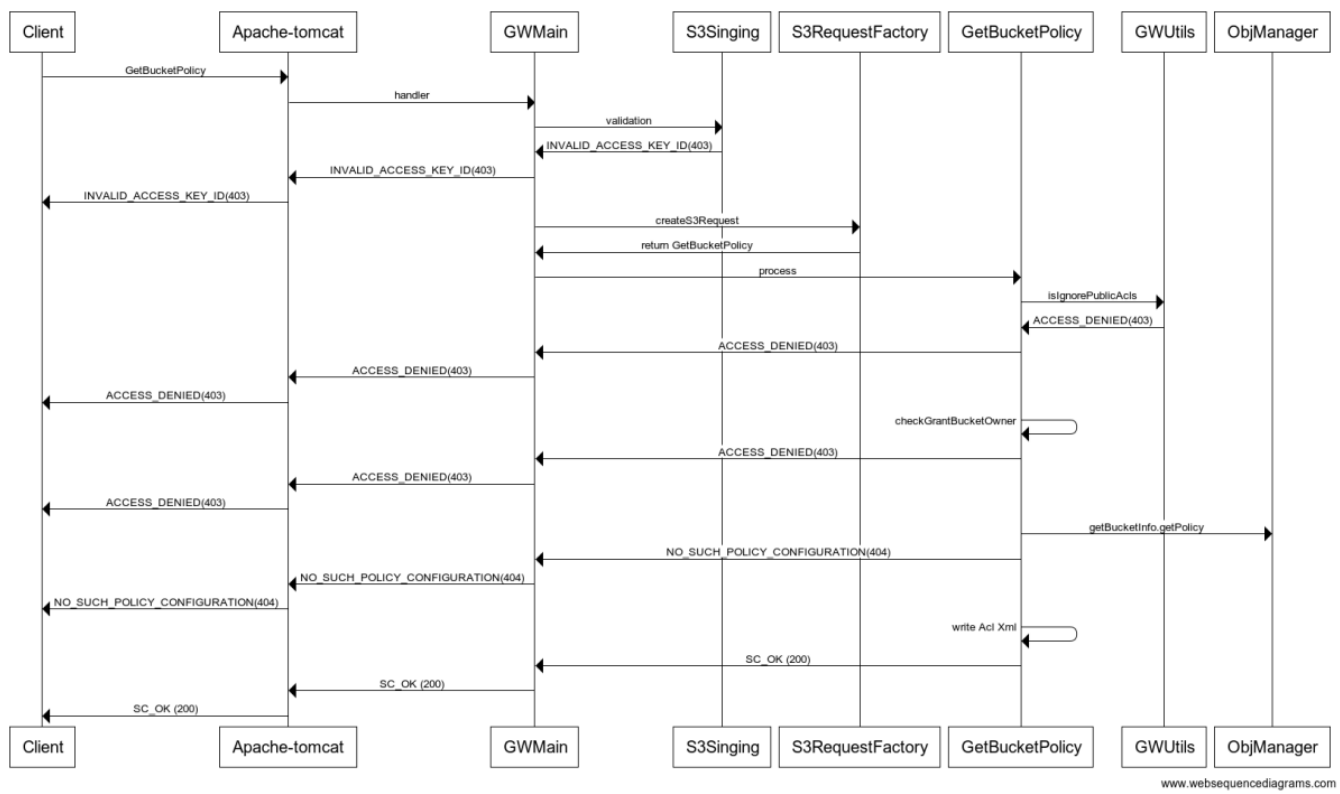 Client Apache-tomcat GWMain S3Singing S3RequestFactory GetBucketPolicy GWUtils ObjManager
GetBucketPolicy
handler
validation
INVALID_ACCESS_KEY_ID(403)
INVALID_ACCESS_KEY_ID(403)
INVALID_ACCESS_KEY_ID(403)
createS3Request
return GetBucketPolicy
process
isIgnorePublicAcls
ACCESS_DENIED(403)
ACCESS_DENIED(403)
ACCESS_DENIED(403)
ACCESS_DENIED(403)
checkGrantBucketOwner
ACCESS_DENIED(403)
ACCESS_DENIED(403)
ACCESS_DENIED(403)
getBucketInfo.getPolicy
NO_SUCH_POLICY_CONFIGURATION(404)
NO_SUCH_POLICY_CONFIGURATION(404)
NO_SUCH_POLICY_CONFIGURATION(404)
write Acl Xml
SC_OK (200)
SC_OK (200)
SC_OK (200)
Client Apache-tomcat GWMain S3Singing S3RequestFactory GetBucketPolicy GWUtils ObjManager
www.websequencediagrams.com